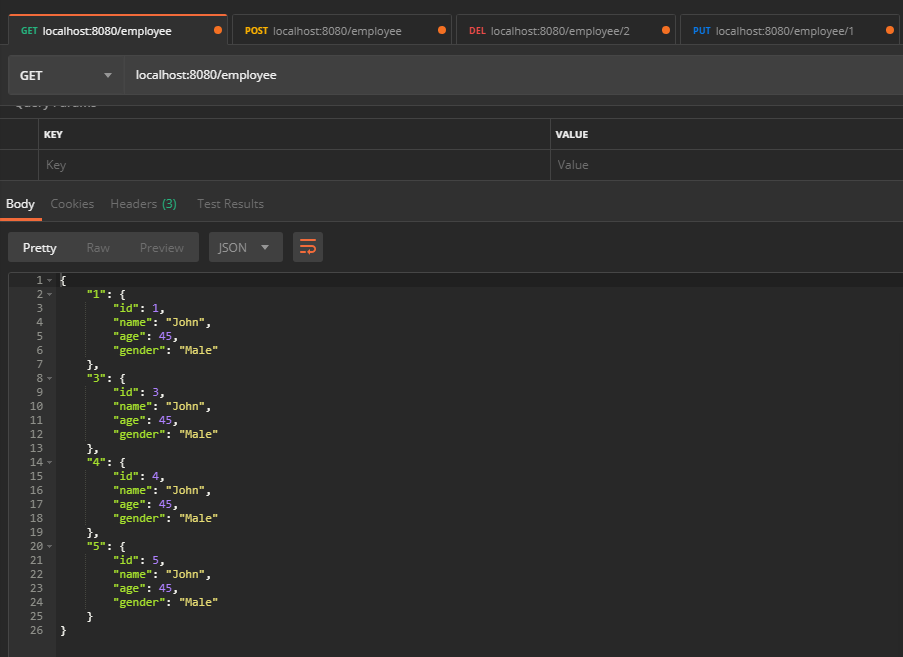 GET localhost:8080/employee POST localhost:8080/employee DEL localhost:8080/employee/2 PUT localhost:8080/employee/1
GET localhost:8080/employee
Query Params
KEY VALUE
Key Value
Body Cookies Headers (3) Test Results
Pretty Raw Preview JSON
1 {
2 "1": {
3 "id": 1,
4 "name": "John",
5 "age": 45,
6 "gender": "Male"
7 },
8 "3": {
9 "id": 3,
10 "name": "John",
11 "age": 45,
12 "gender": "Male"
13 },
14 "4": {
15 "id": 4,
16 "name": "John",
17 "age": 45,
18 "gender": "Male"
19 },
20 "5": {
21 "id": 5,
22 "name": "John",
23 "age": 45,
24 "gender": "Male"
25 }
26 }